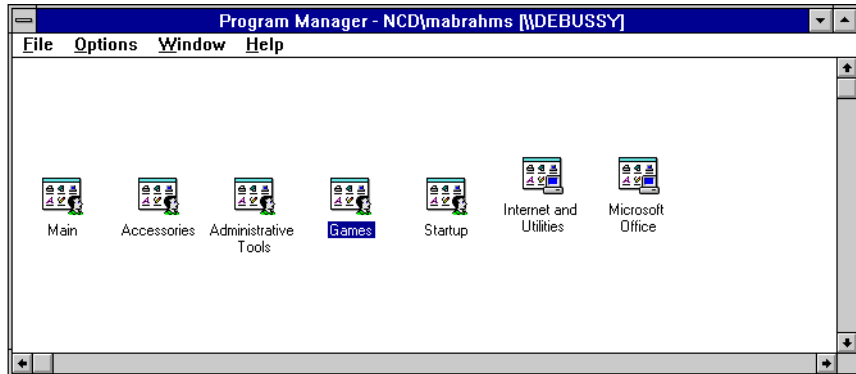 Program Manager - NCD\mabrahms [\\DEBUSSY]
File Options Window Help
Main
Accessories
Administrative
Tools
Games
Startup
Internet and
Utilities
Microsoft
Office